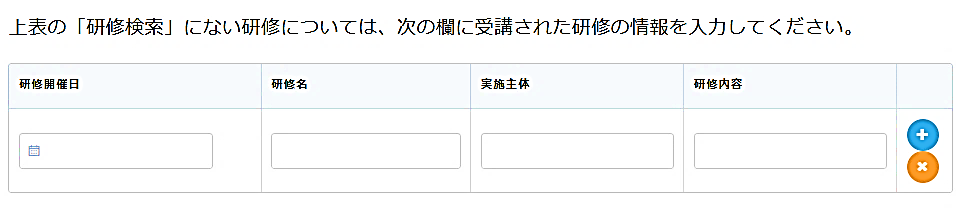 上表の「研修検索」にない研修については、次の欄に受講された研修の情報を入力してください。
研修開催日 研修名 実施主体 研修内容